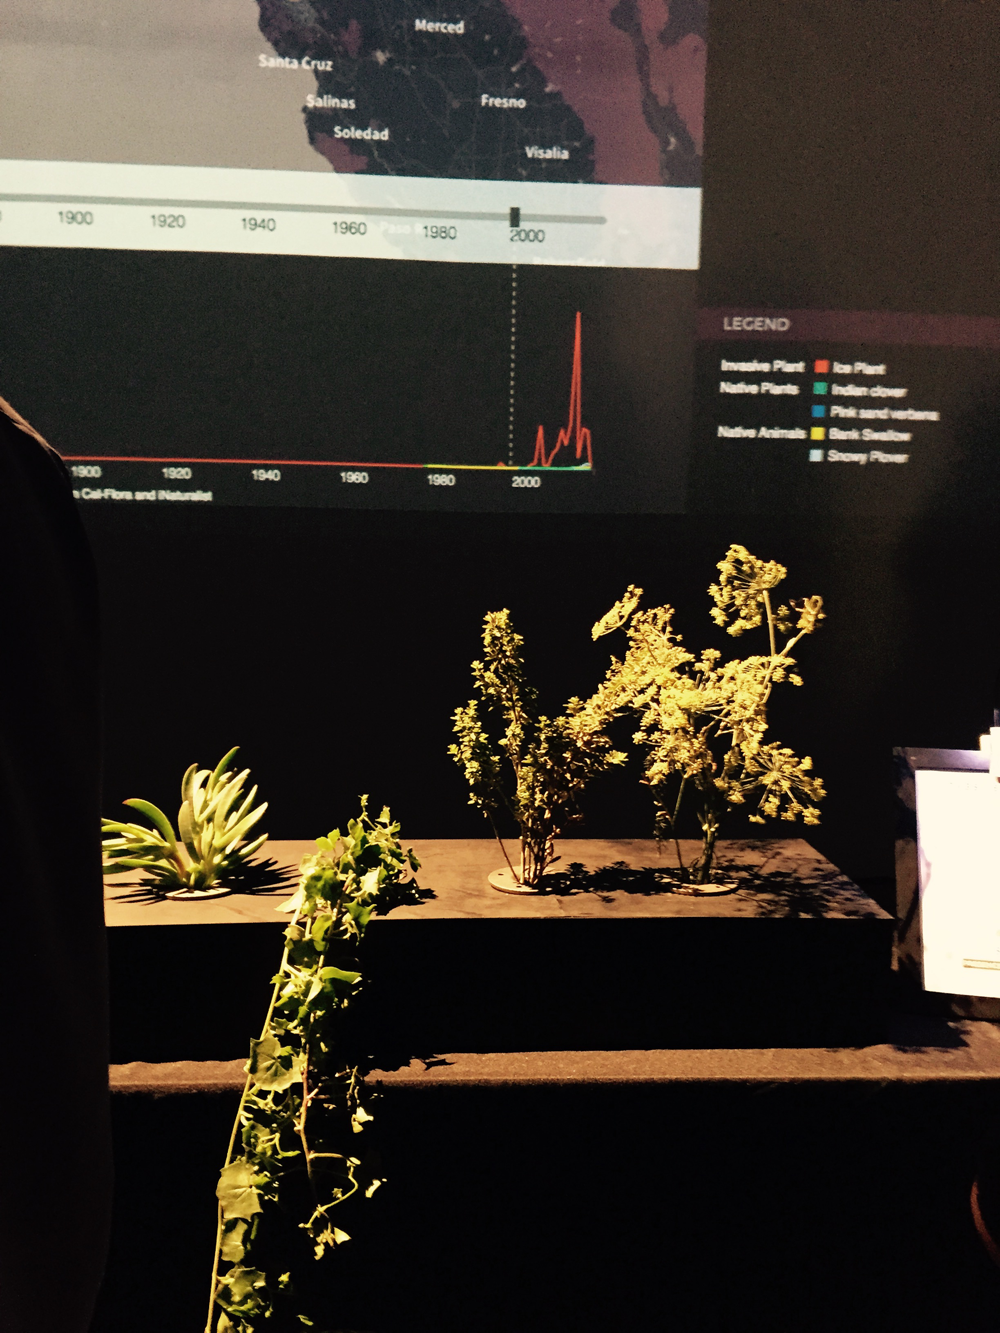 Merced
Santa Cruz
Salinas
Fresno
Soledad
Visalia
1900 1920 1940 1960 1980 2000
Paso
LEGEND
Invasive Plant Ice Plant
Native Plants Indian clover
Pink sand verbena
Native Animals Bank Swallow
Snowy Plover
1900 1920 1940 1960 1980 2000
Cal-Flora and iNaturalist